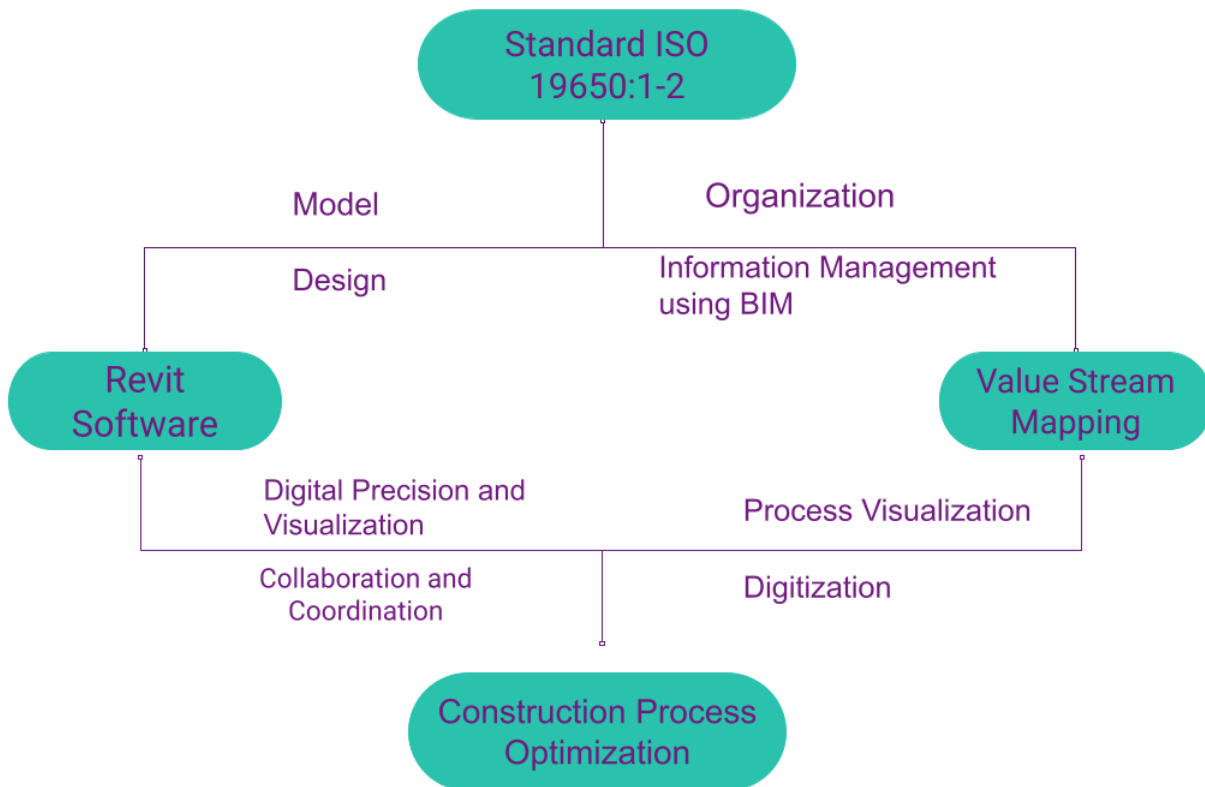 Standard ISO
19650:1-2
Model
Organization
Design
Information Management
using BIM
Revit
Software
Value Stream
Mapping
Digital Precision and
Visualization
Process Visualization
Collaboration and
Coordination
Digitization
Construction Process
Optimization